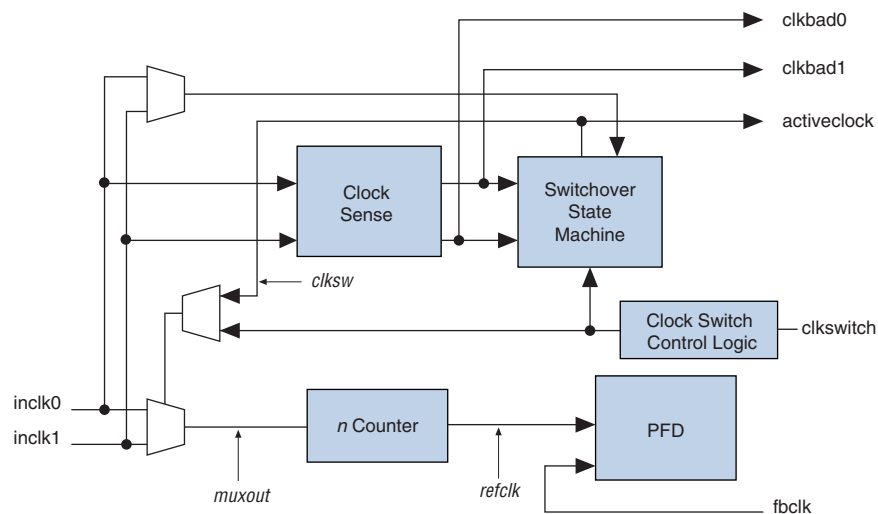 clkbad0
clkbad1
activeclock
Clock
Sense
Switchover
State
Machine
clksw
Clock Switch
Control Logic
clkswitch
inclk0
inclk1
n Counter
PFD
muxout
refclk
fbclk